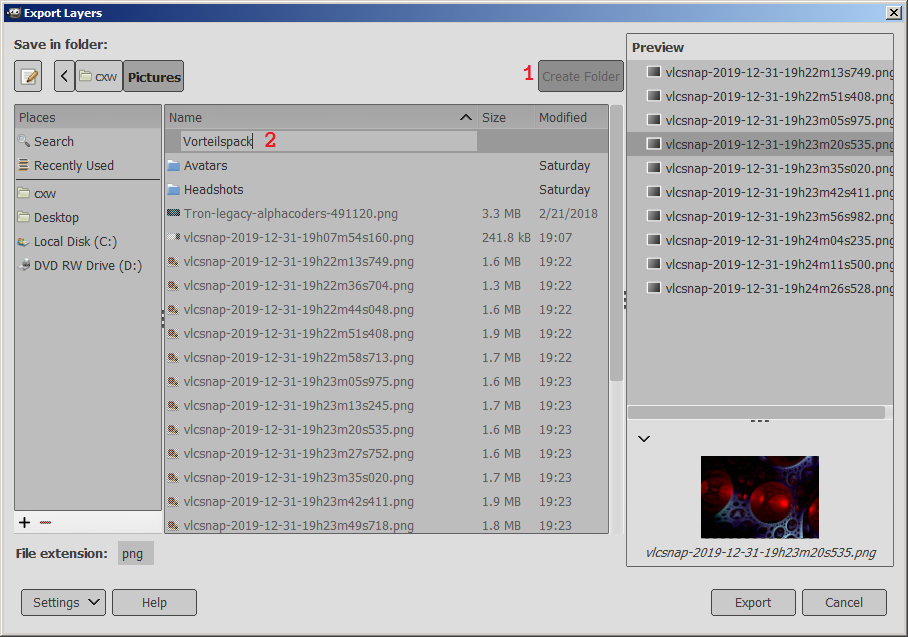 Export Layers
Save in folder:
cxw Pictures
1 Create Folder
Places
Search
Recently Used
cxw
Desktop
Local Disk (C:)
DVD RW Drive (D:)
Name Size Modified
Vorteilspack 2
Avatars Saturday
Headshots Saturday
Tron-legacy-alphacoders-491120.png 3.3 MB 2/21/2018
vlcsnap-2019-12-31-19h07m54s160.png 241.8 kB 19:07
vlcsnap-2019-12-31-19h22m13s749.png 1.6 MB 19:22
vlcsnap-2019-12-31-19h22m36s704.png 1.3 MB 19:22
vlcsnap-2019-12-31-19h22m44s048.png 1.6 MB 19:22
vlcsnap-2019-12-31-19h22m51s408.png 1.9 MB 19:22
vlcsnap-2019-12-31-19h22m58s713.png 1.7 MB 19:22
vlcsnap-2019-12-31-19h23m05s975.png 1.6 MB 19:23
vlcsnap-2019-12-31-19h23m13s245.png 1.7 MB 19:23
vlcsnap-2019-12-31-19h23m20s535.png 1.6 MB 19:23
vlcsnap-2019-12-31-19h23m27s752.png 1.6 MB 19:23
vlcsnap-2019-12-31-19h23m35s020.png 1.7 MB 19:23
vlcsnap-2019-12-31-19h23m42s411.png 1.9 MB 19:23
vlcsnap-2019-12-31-19h23m49s718.png 1.8 MB 19:23
Preview
vlcsnap-2019-12-31-19h22m13s749.png
vlcsnap-2019-12-31-19h22m51s408.png
vlcsnap-2019-12-31-19h23m05s975.png
vlcsnap-2019-12-31-19h23m20s535.png
vlcsnap-2019-12-31-19h23m35s020.png
vlcsnap-2019-12-31-19h23m42s411.png
vlcsnap-2019-12-31-19h23m56s982.png
vlcsnap-2019-12-31-19h24m04s235.png
vlcsnap-2019-12-31-19h24m11s500.png
vlcsnap-2019-12-31-19h24m26s528.png
vlcsnap-2019-12-31-19h23m20s535.png
File extension: png
Settings Help Export Cancel